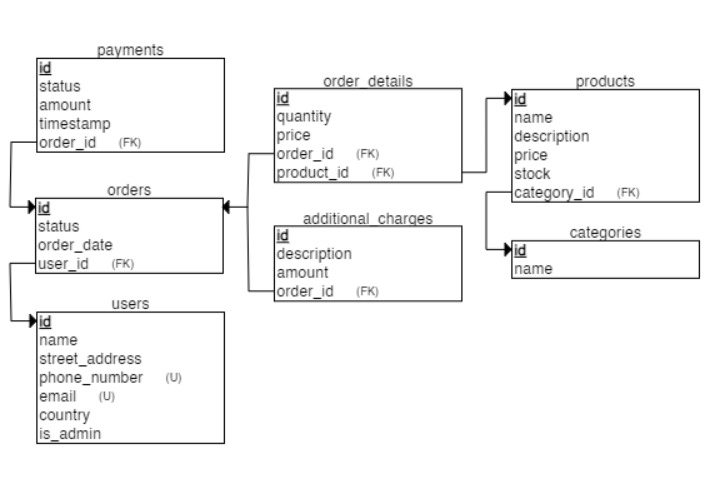 payments
id
status
amount
timestamp
order_id (FK)
orders
id
status
order_date
user_id (FK)
users
id
name
street_address
phone_number (U)
email (U)
country
is_admin
order_details
id
quantity
price
order_id (FK)
product_id (FK)
additional_charges
id
description
amount
order_id (FK)
products
id
name
description
price
stock
category_id (FK)
categories
id
name